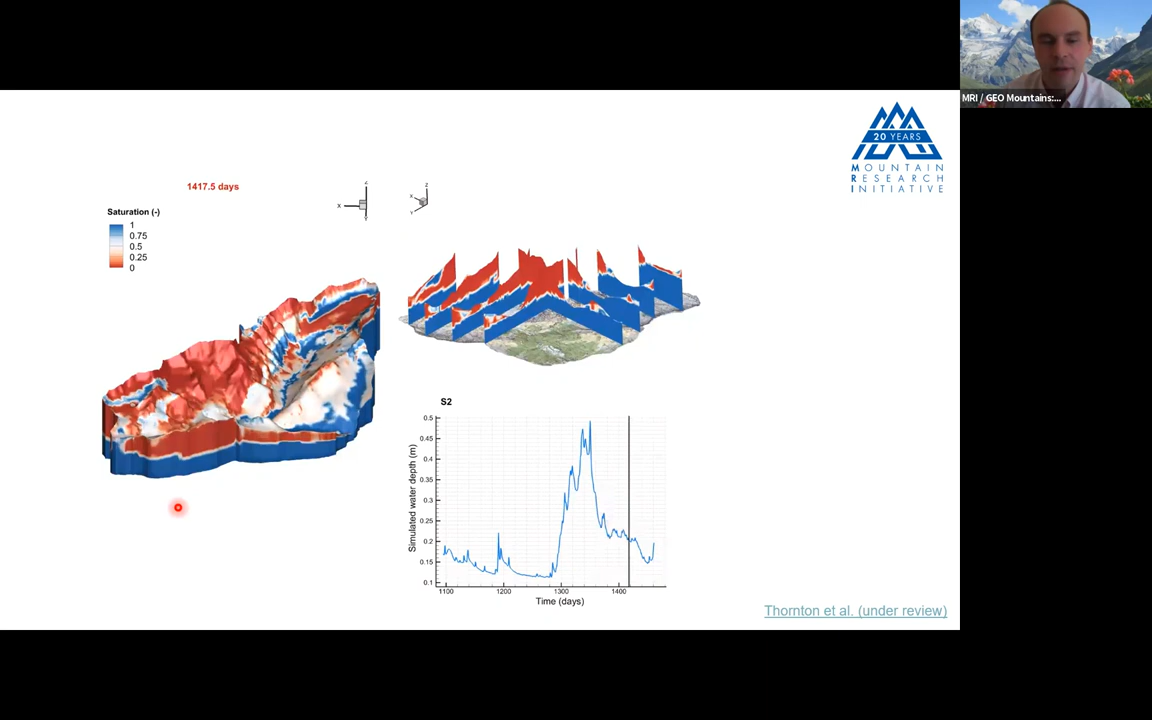 MRI / GEO Mountains:...
20 YEARS
MOUNTAIN
RESEARCH
INITIATIVE
1417.5 days
Saturation (-)
1
0.75
0.5
0.25
0
Z
X
Y
Z
X
Y
S2
Simulated water depth (m)
0.5
0.45
0.4
0.35
0.3
0.25
0.2
0.15
0.1
1100
1200
1300
1400
Time (days)
Thornton et al. (under review)